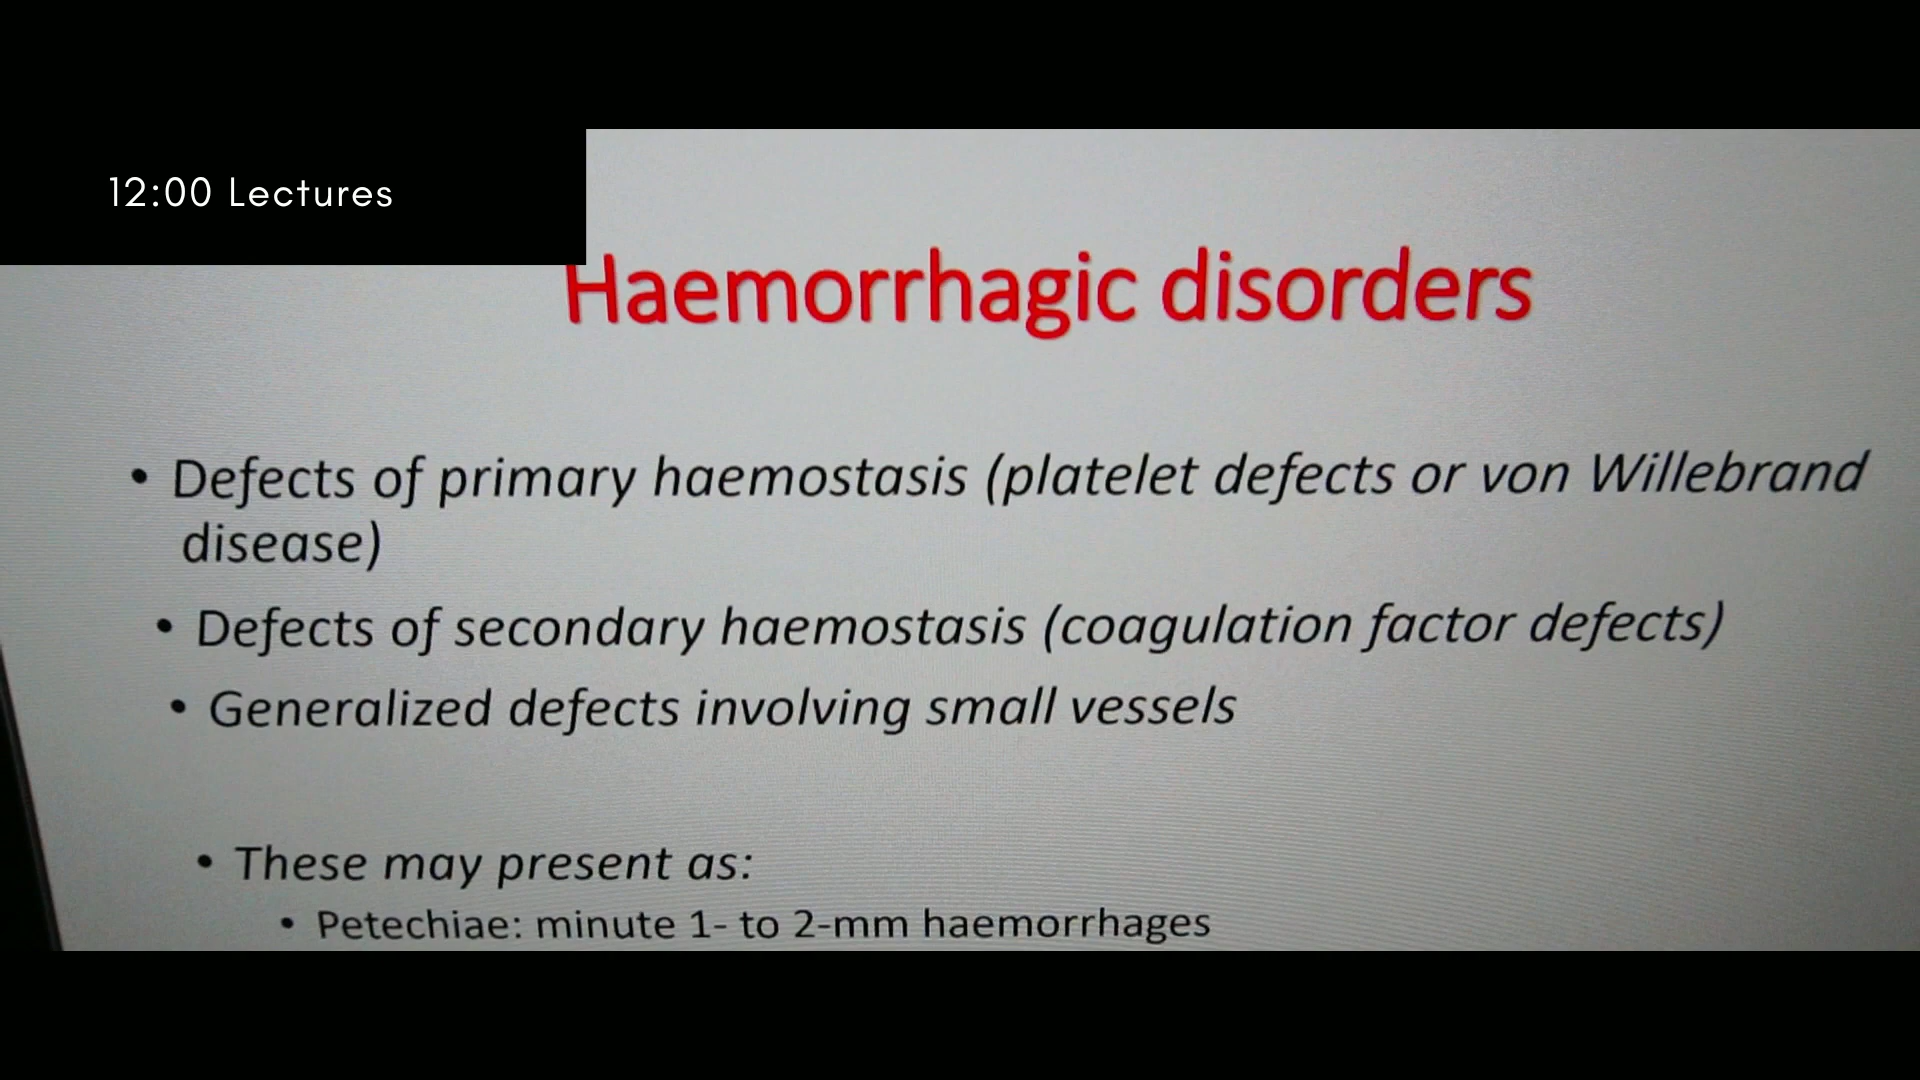 12:00 Lectures
Haemorrhagic disorders
• Defects of primary haemostasis (platelet defects or von Willebrand
disease)
• Defects of secondary haemostasis (coagulation factor defects)
• Generalized defects involving small vessels
• These may present as:
• Petechiae: minute 1- to 2-mm haemorrhages